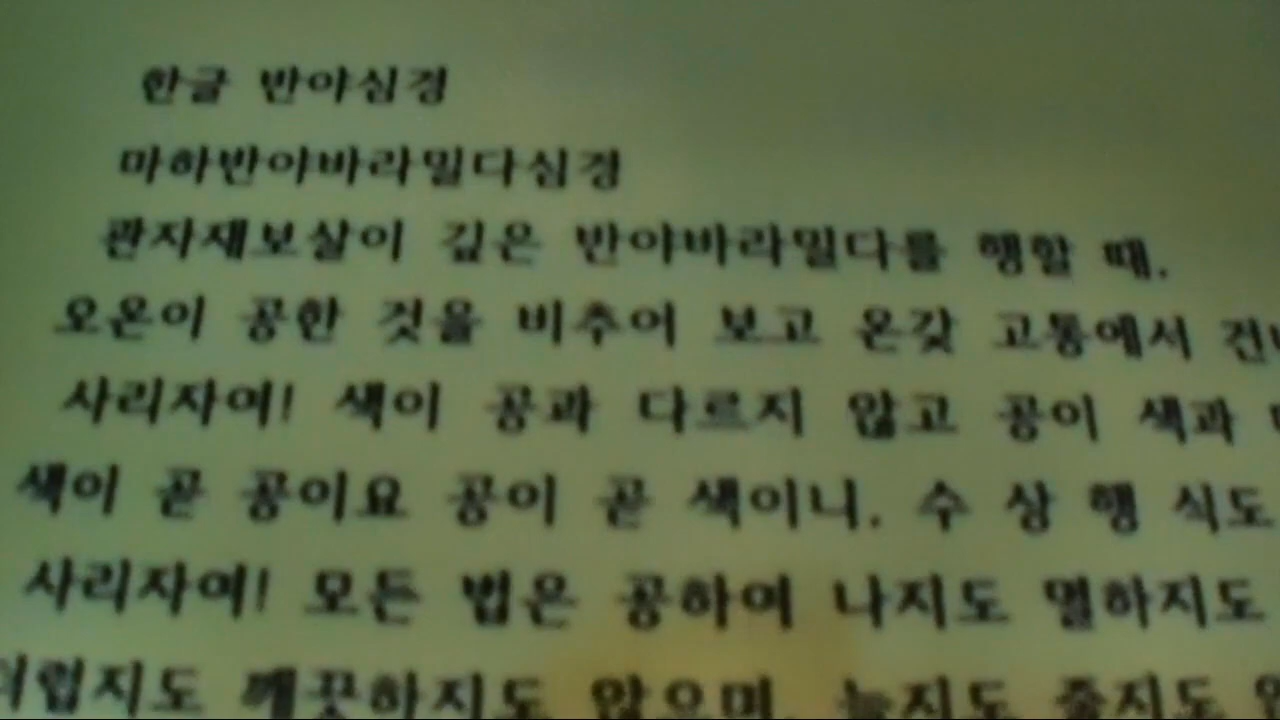 한글 반야심경
마하반야바라밀다심경
관자재보살이 깊은 반야바라밀다를 행할 때.
오온이 공한 것을 비추어 보고 온갖 고통에서
사리자여! 색이 공과 다르지 않고 공이 색과
색이 곧 공이요 공이 곧 색이니. 수 상 행 식도
사리자여! 모든 법은 공하여 나지도 멸하지도
깨끗하지도 않으며 늘지도 줄지도